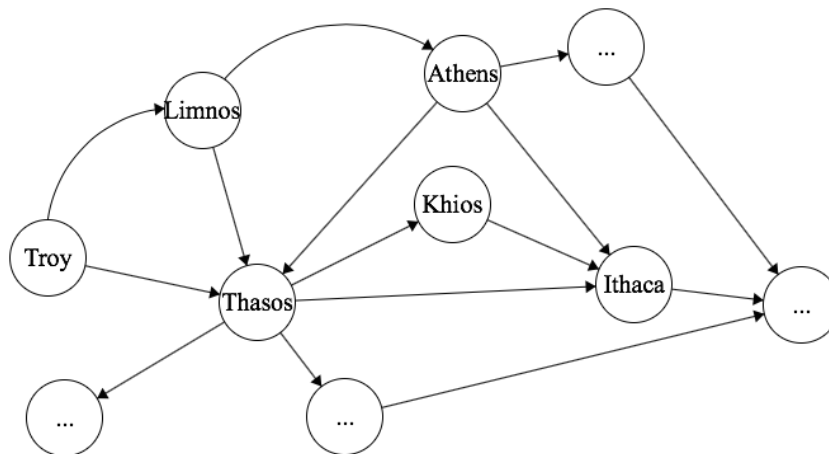 ...
Athens
Limnos
Khios
Troy
Ithaca
Thasos
...
...
...